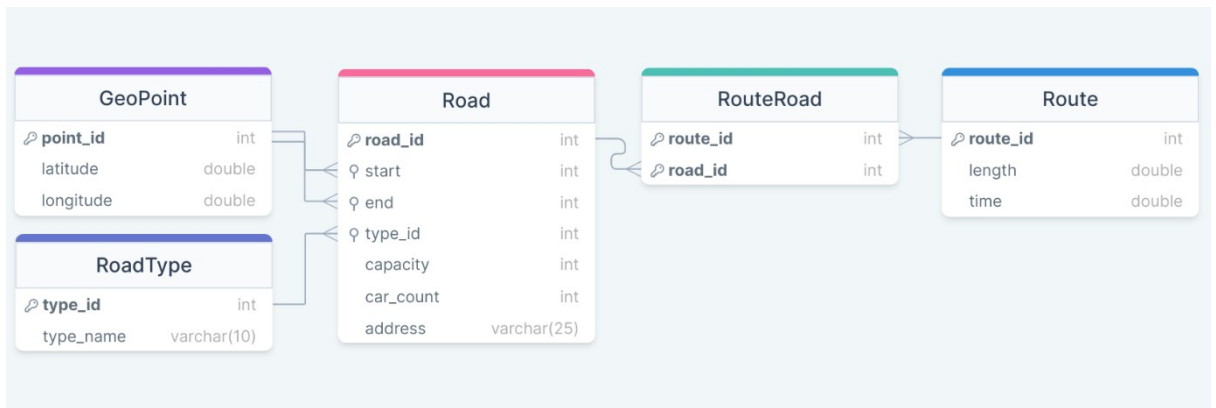 GeoPoint
point_id int
latitude double
longitude double
RoadType
type_id int
type_name varchar(10)
Road
road_id int
start int
end int
type_id int
capacity int
car_count int
address varchar(25)
RouteRoad
route_id int
road_id int
Route
route_id int
length double
time double